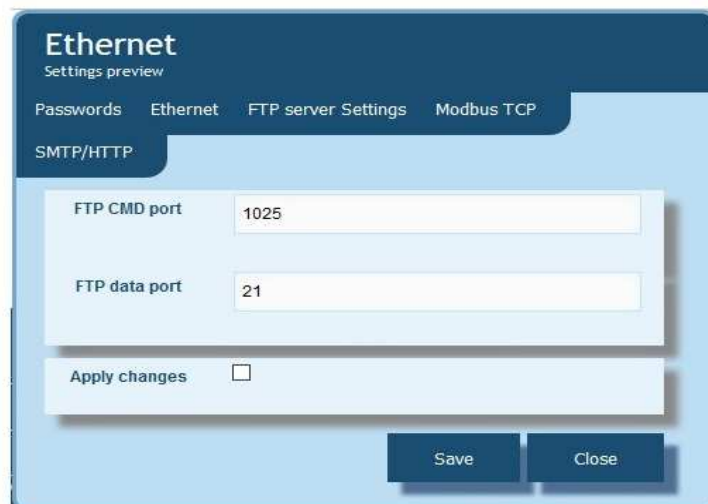 Ethernet
Settings preview
Passwords Ethernet FTP server Settings Modbus TCP
SMTP/HTTP
FTP CMD port 1025
FTP data port 21
Apply changes
Save Close